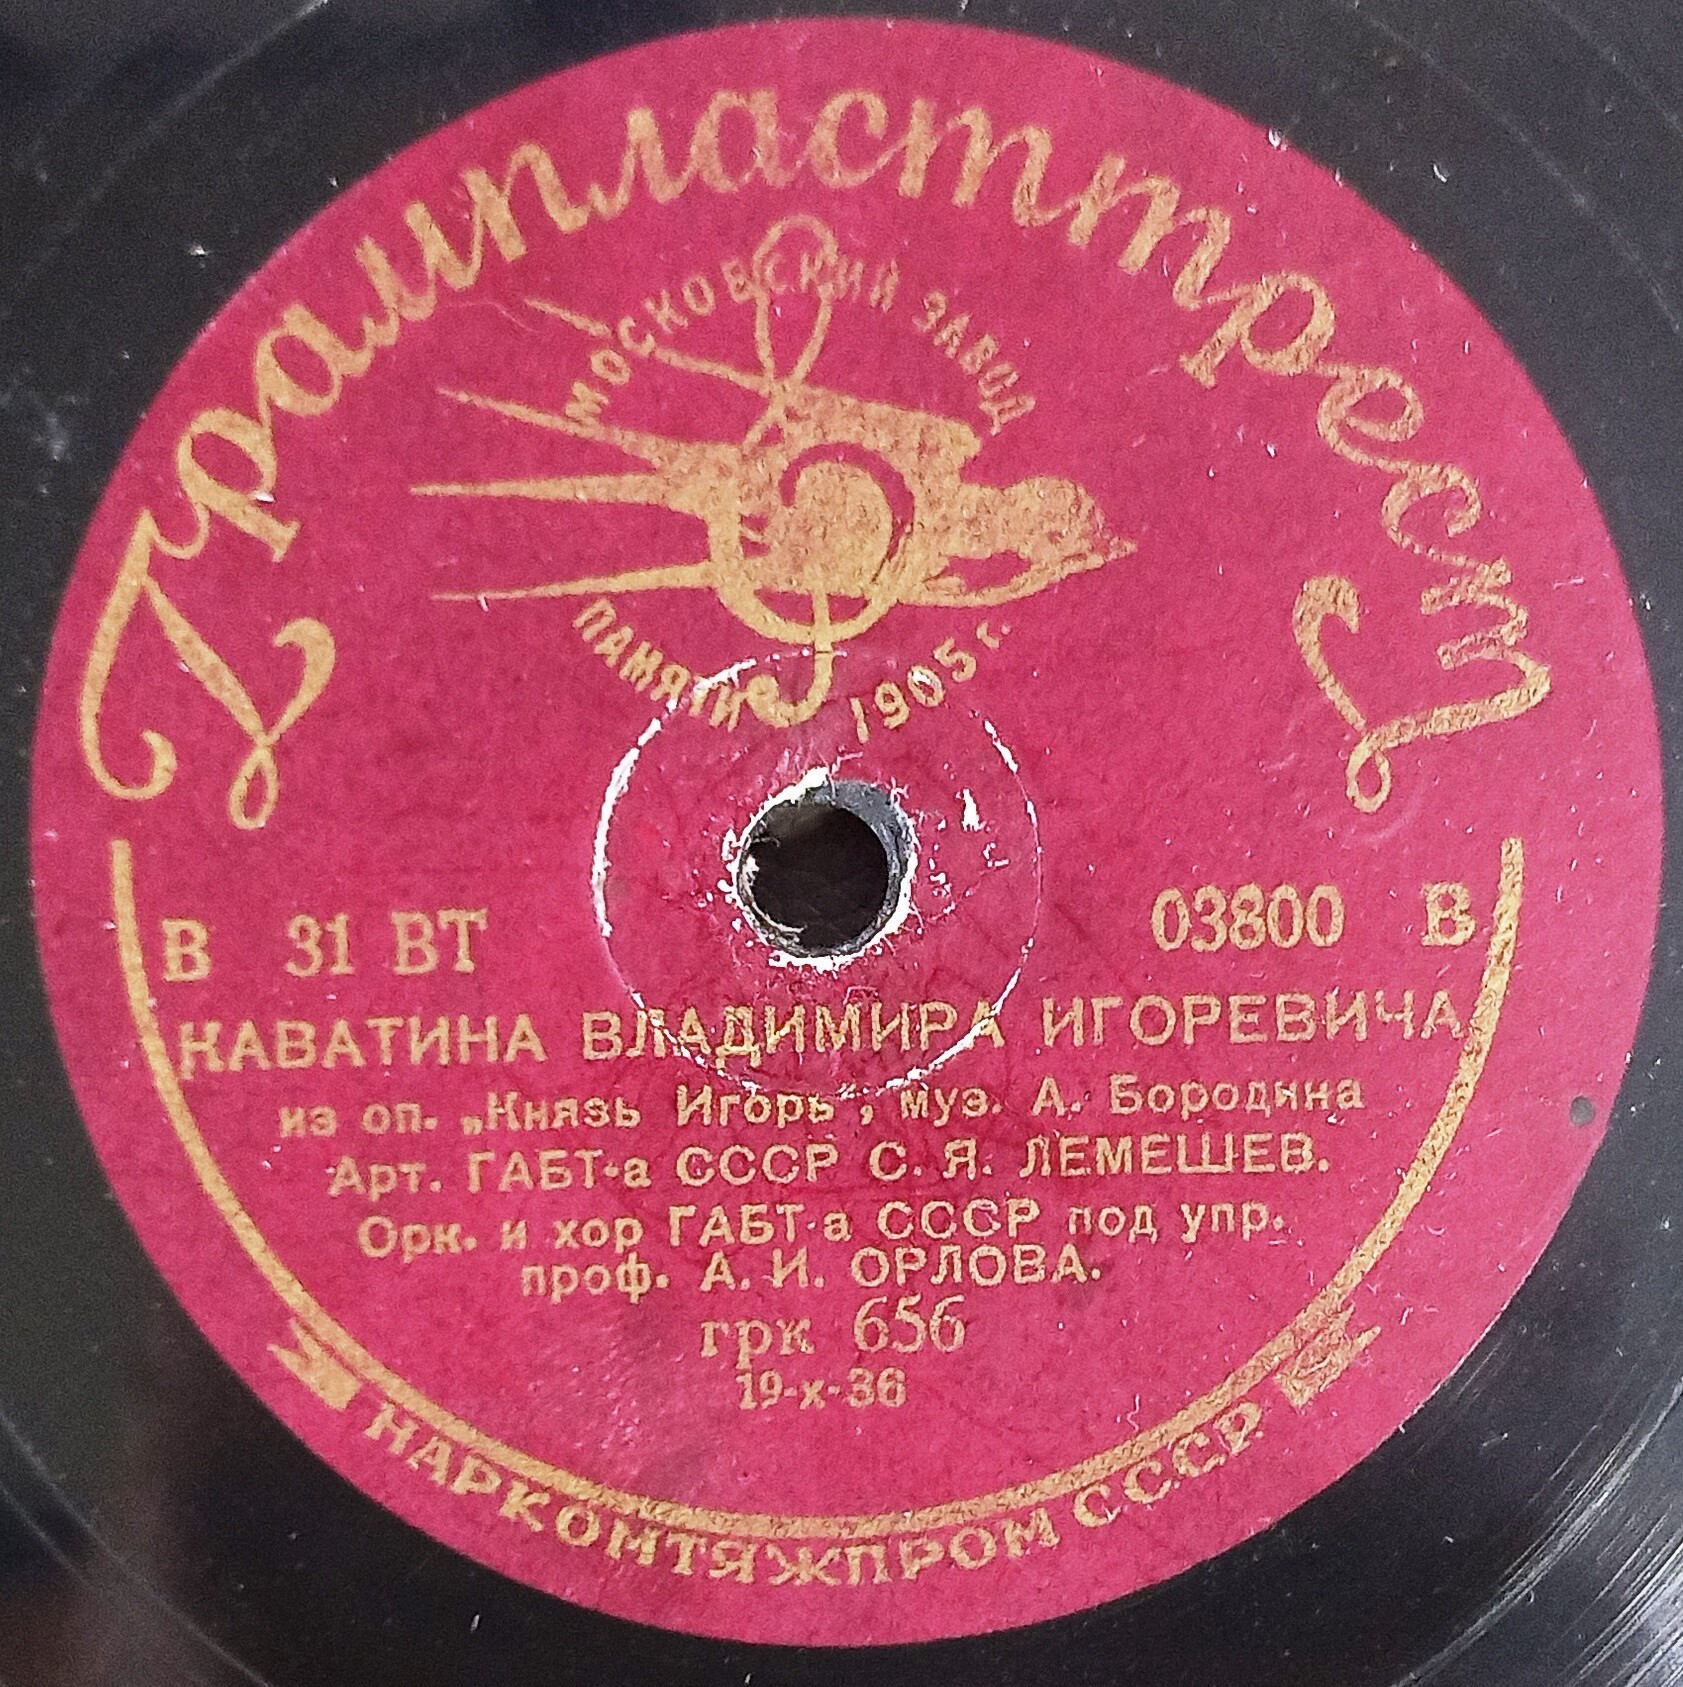 Грампласттрест
МОСКОВСКИЙ ЗАВОД
ПАМЯТИ 1905 г.
В 31 ВТ 03800 В
КАВАТИНА ВЛАДИМИРА ИГОРЕВИЧА
из оп. „Князь Игорь", муз. А. Бородина
Арт. ГАБТ-а СССР С. Я. ЛЕМЕШЕВ.
Орк. и хор ГАБТ-а СССР под упр.
проф. А. И. ОРЛОВА.
грк 656
19-х-36
НАРКОМТЯЖПРОМ СССР